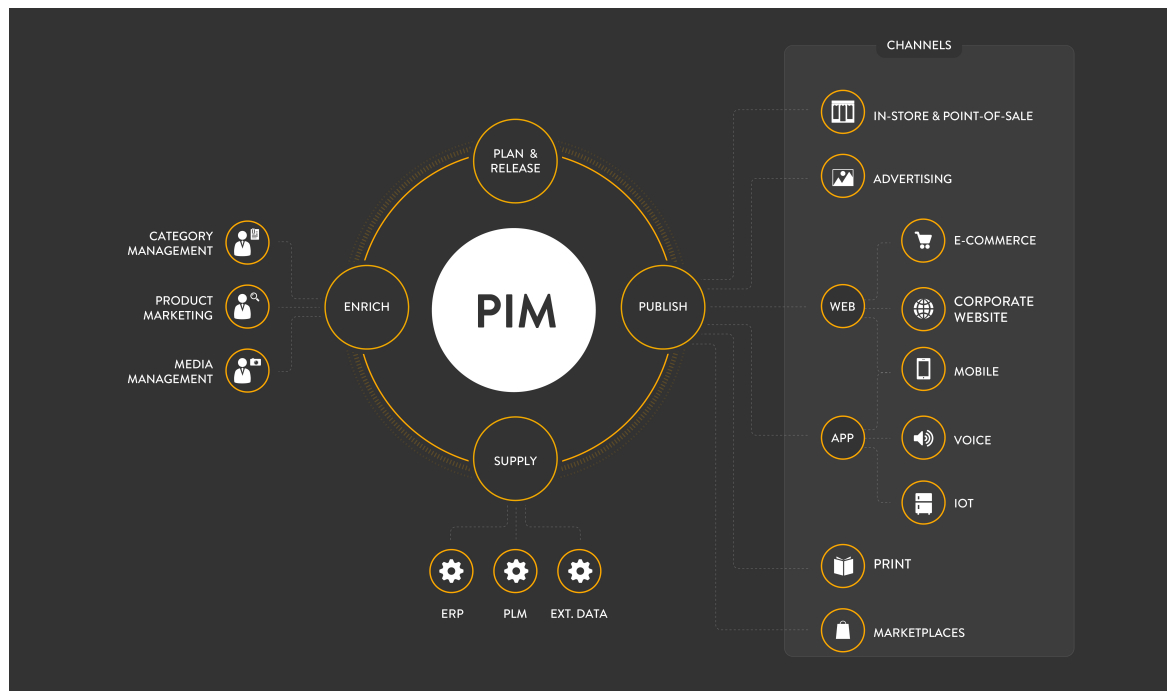 CHANNELS
IN-STORE & POINT-OF-SALE
PLAN &
RELEASE
ADVERTISING
CATEGORY
MANAGEMENT
E-COMMERCE
PRODUCT
MARKETING
ENRICH
PIM
PUBLISH
WEB
CORPORATE
WEBSITE
MEDIA
MANAGEMENT
MOBILE
APP
VOICE
SUPPLY
IOT
PRINT
ERP
PLM
EXT. DATA
MARKETPLACES